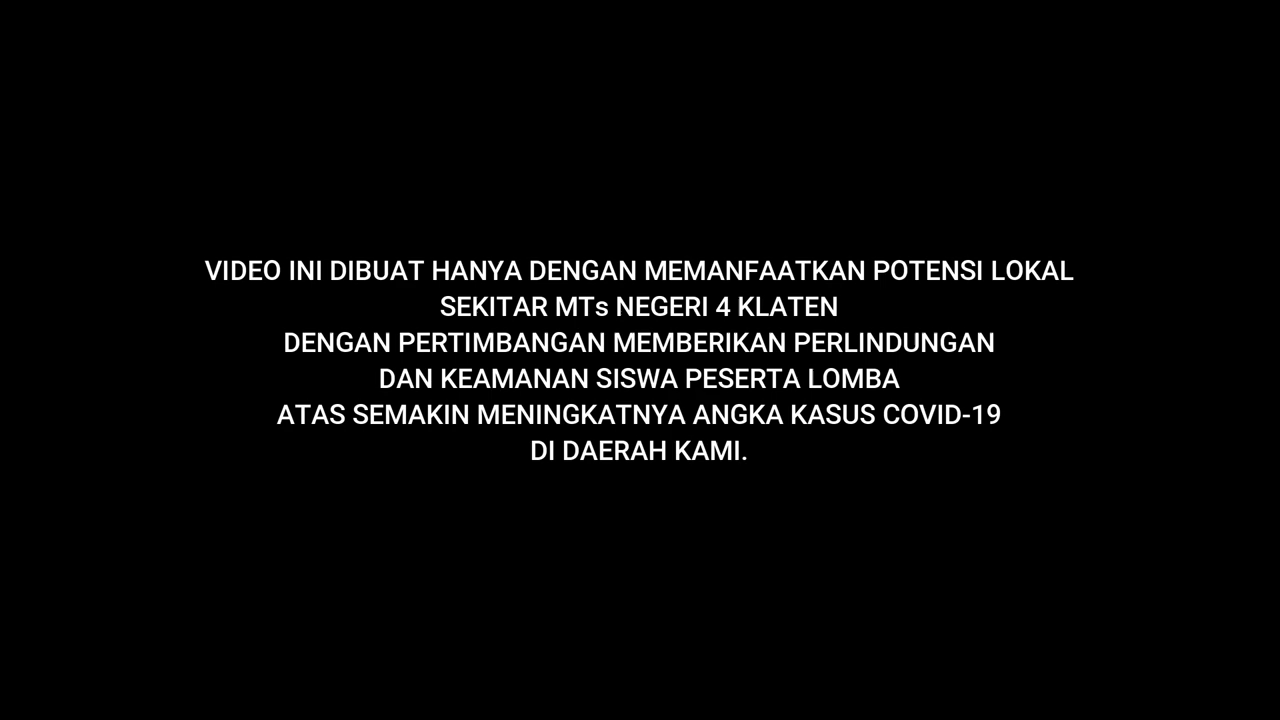 VIDEO INI DIBUAT HANYA DENGAN MEMANFAATKAN POTENSI LOKAL
SEKITAR MTs NEGERI 4 KLATEN
DENGAN PERTIMBANGAN MEMBERIKAN PERLINDUNGAN
DAN KEAMANAN SISWA PESERTA LOMBA
ATAS SEMAKIN MENINGKATNYA ANGKA KASUS COVID-19
DI DAERAH KAMI.